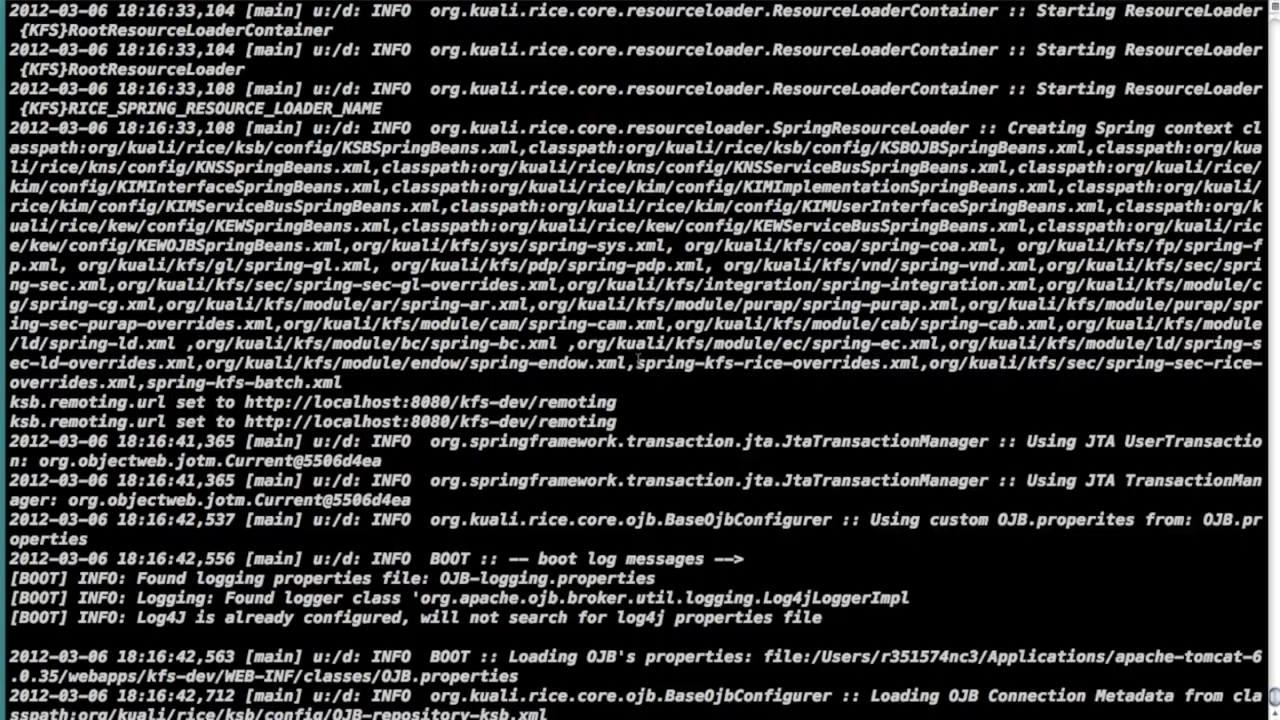 2012-03-06 18:16:33,104 [main] u:/d: INFO  org.kuali.rice.core.resourceloader.ResourceLoaderContainer :: Starting ResourceLoader
{KFS}RootResourceLoaderContainer
2012-03-06 18:16:33,104 [main] u:/d: INFO  org.kuali.rice.core.resourceloader.ResourceLoaderContainer :: Starting ResourceLoader
{KFS}RootResourceLoader
2012-03-06 18:16:33,108 [main] u:/d: INFO  org.kuali.rice.core.resourceloader.ResourceLoaderContainer :: Starting ResourceLoader
{KFS}RICE_SPRING_RESOURCE_LOADER_NAME
2012-03-06 18:16:33,108 [main] u:/d: INFO  org.kuali.rice.core.resourceloader.SpringResourceLoader :: Creating Spring context cl
asspath:org/kuali/rice/ksb/config/KSBSpringBeans.xml,classpath:org/kuali/rice/ksb/config/KSBOJBSpringBeans.xml,classpath:org/kua
li/rice/kns/config/KNSSpringBeans.xml,classpath:org/kuali/rice/kns/config/KNSServiceBusSpringBeans.xml,classpath:org/kuali/rice/
kim/config/KIMInterfaceSpringBeans.xml,classpath:org/kuali/rice/kim/config/KIMImplementationSpringBeans.xml,classpath:org/kuali/
rice/kim/config/KIMServiceBusSpringBeans.xml,classpath:org/kuali/rice/kim/config/KIMUserInterfaceSpringBeans.xml,classpath:org/k
uali/rice/kew/config/KEWSpringBeans.xml,classpath:org/kuali/rice/kew/config/KEWServiceBusSpringBeans.xml,classpath:org/kuali/ric
e/kew/config/KEWOJBSpringBeans.xml,org/kuali/kfs/sys/spring-sys.xml, org/kuali/kfs/coa/spring-coa.xml, org/kuali/kfs/fp/spring-f
p.xml, org/kuali/kfs/gl/spring-gl.xml, org/kuali/kfs/pdp/spring-pdp.xml, org/kuali/kfs/vnd/spring-vnd.xml,org/kuali/kfs/sec/spri
ng-sec.xml,org/kuali/kfs/sec/spring-sec-gl-overrides.xml,org/kuali/kfs/integration/spring-integration.xml,org/kuali/kfs/module/c
g/spring-cg.xml,org/kuali/kfs/module/ar/spring-ar.xml,org/kuali/kfs/module/purap/spring-purap.xml,org/kuali/kfs/module/purap/spr
ing-sec-purap-overrides.xml,org/kuali/kfs/module/cam/spring-cam.xml,org/kuali/kfs/module/cab/spring-cab.xml,org/kuali/kfs/module
/ld/spring-ld.xml ,org/kuali/kfs/module/bc/spring-bc.xml ,org/kuali/kfs/module/ec/spring-ec.xml,org/kuali/kfs/module/ld/spring-s
ec-ld-overrides.xml,org/kuali/kfs/module/endow/spring-endow.xml,spring-kfs-rice-overrides.xml,org/kuali/kfs/sec/spring-sec-rice-
overrides.xml,spring-kfs-batch.xml
ksb.remoting.url set to http://localhost:8080/kfs-dev/remoting
ksb.remoting.url set to http://localhost:8080/kfs-dev/remoting
2012-03-06 18:16:41,365 [main] u:/d: INFO  org.springframework.transaction.jta.JtaTransactionManager :: Using JTA UserTransactio
n: org.objectweb.jotm.Current@5506d4ea
2012-03-06 18:16:41,365 [main] u:/d: INFO  org.springframework.transaction.jta.JtaTransactionManager :: Using JTA TransactionMan
ager: org.objectweb.jotm.Current@5506d4ea
2012-03-06 18:16:42,537 [main] u:/d: INFO  org.kuali.rice.core.ojb.BaseOjbConfigurer :: Using custom OJB.properites from: OJB.pr
operties
2012-03-06 18:16:42,556 [main] u:/d: INFO  BOOT :: -- boot log messages -->
[BOOT] INFO: Found logging properties file: OJB-logging.properties
[BOOT] INFO: Logging: Found logger class 'org.apache.ojb.broker.util.logging.Log4jLoggerImpl
[BOOT] INFO: Log4J is already configured, will not search for log4j properties file
2012-03-06 18:16:42,563 [main] u:/d: INFO  BOOT :: Loading OJB's properties: file:/Users/r351574nc3/Applications/apache-tomcat-6
.0.35/webapps/kfs-dev/WEB-INF/classes/OJB.properties
2012-03-06 18:16:42,712 [main] u:/d: INFO  org.kuali.rice.core.ojb.BaseOjbConfigurer :: Loading OJB Connection Metadata from cla
sspath:org/kuali/rice/ksb/config/OJB-repository-ksb.xml